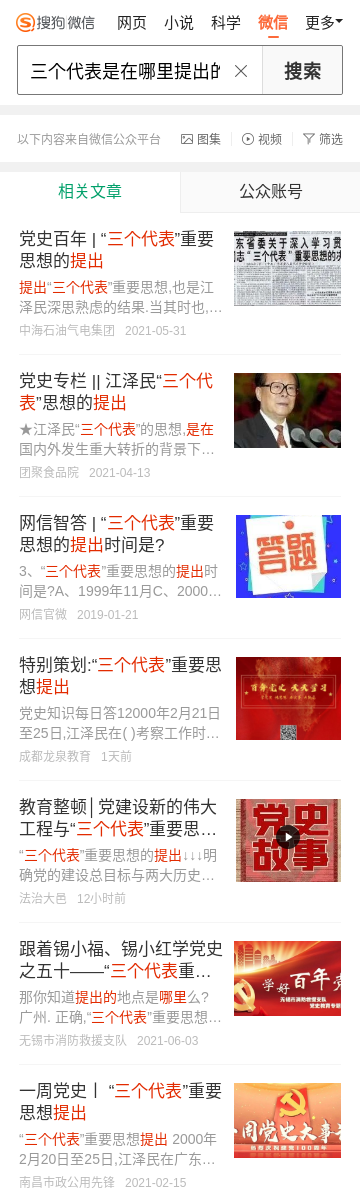 搜狗微信 网页 小说 科学 微信 更多
三个代表是在哪里提出的 搜索
以下内容来自微信公众平台 图集 视频 筛选
相关文章 公众账号
党史百年 | “三个代表”重要
思想的提出
提出“三个代表”重要思想,也是江
泽民深思熟虑的结果.当其时也,…
中海石油气电集团 2021-05-31
党史专栏 || 江泽民“三个代
表”思想的提出
★江泽民“三个代表”的思想,是在
国内外发生重大转折的背景下…
团聚食品院 2021-04-13
网信智答 | “三个代表”重要
思想的提出时间是?
3、“三个代表”重要思想的提出时
间是?A、1999年11月C、2000…
网信官微 2019-01-21
答题
特别策划:“三个代表”重要思
想提出
党史知识每日答12000年2月21日
至25日,江泽民在( )考察工作时…
成都龙泉教育 1天前
百年党史 天天学习
教育整顿│党建设新的伟大
工程与“三个代表”重要思…
“三个代表”重要思想的提出↓↓↓明
确党的建设总目标与两大历史…
法治大邑 12小时前
党史
故事
跟着锡小福、锡小红学党史
之五十——“三个代表重…
那你知道提出的地点是哪里么?
广州. 正确,“三个代表”重要思想…
无锡市消防救援支队 2021-06-03
学好百年党
无锡市消防救援支队
一周党史丨 “三个代表”重要
思想提出
“三个代表”重要思想提出 2000年
2月20日至25日,江泽民在广东…
南昌市政公用先锋 2021-02-15
一周党史大事